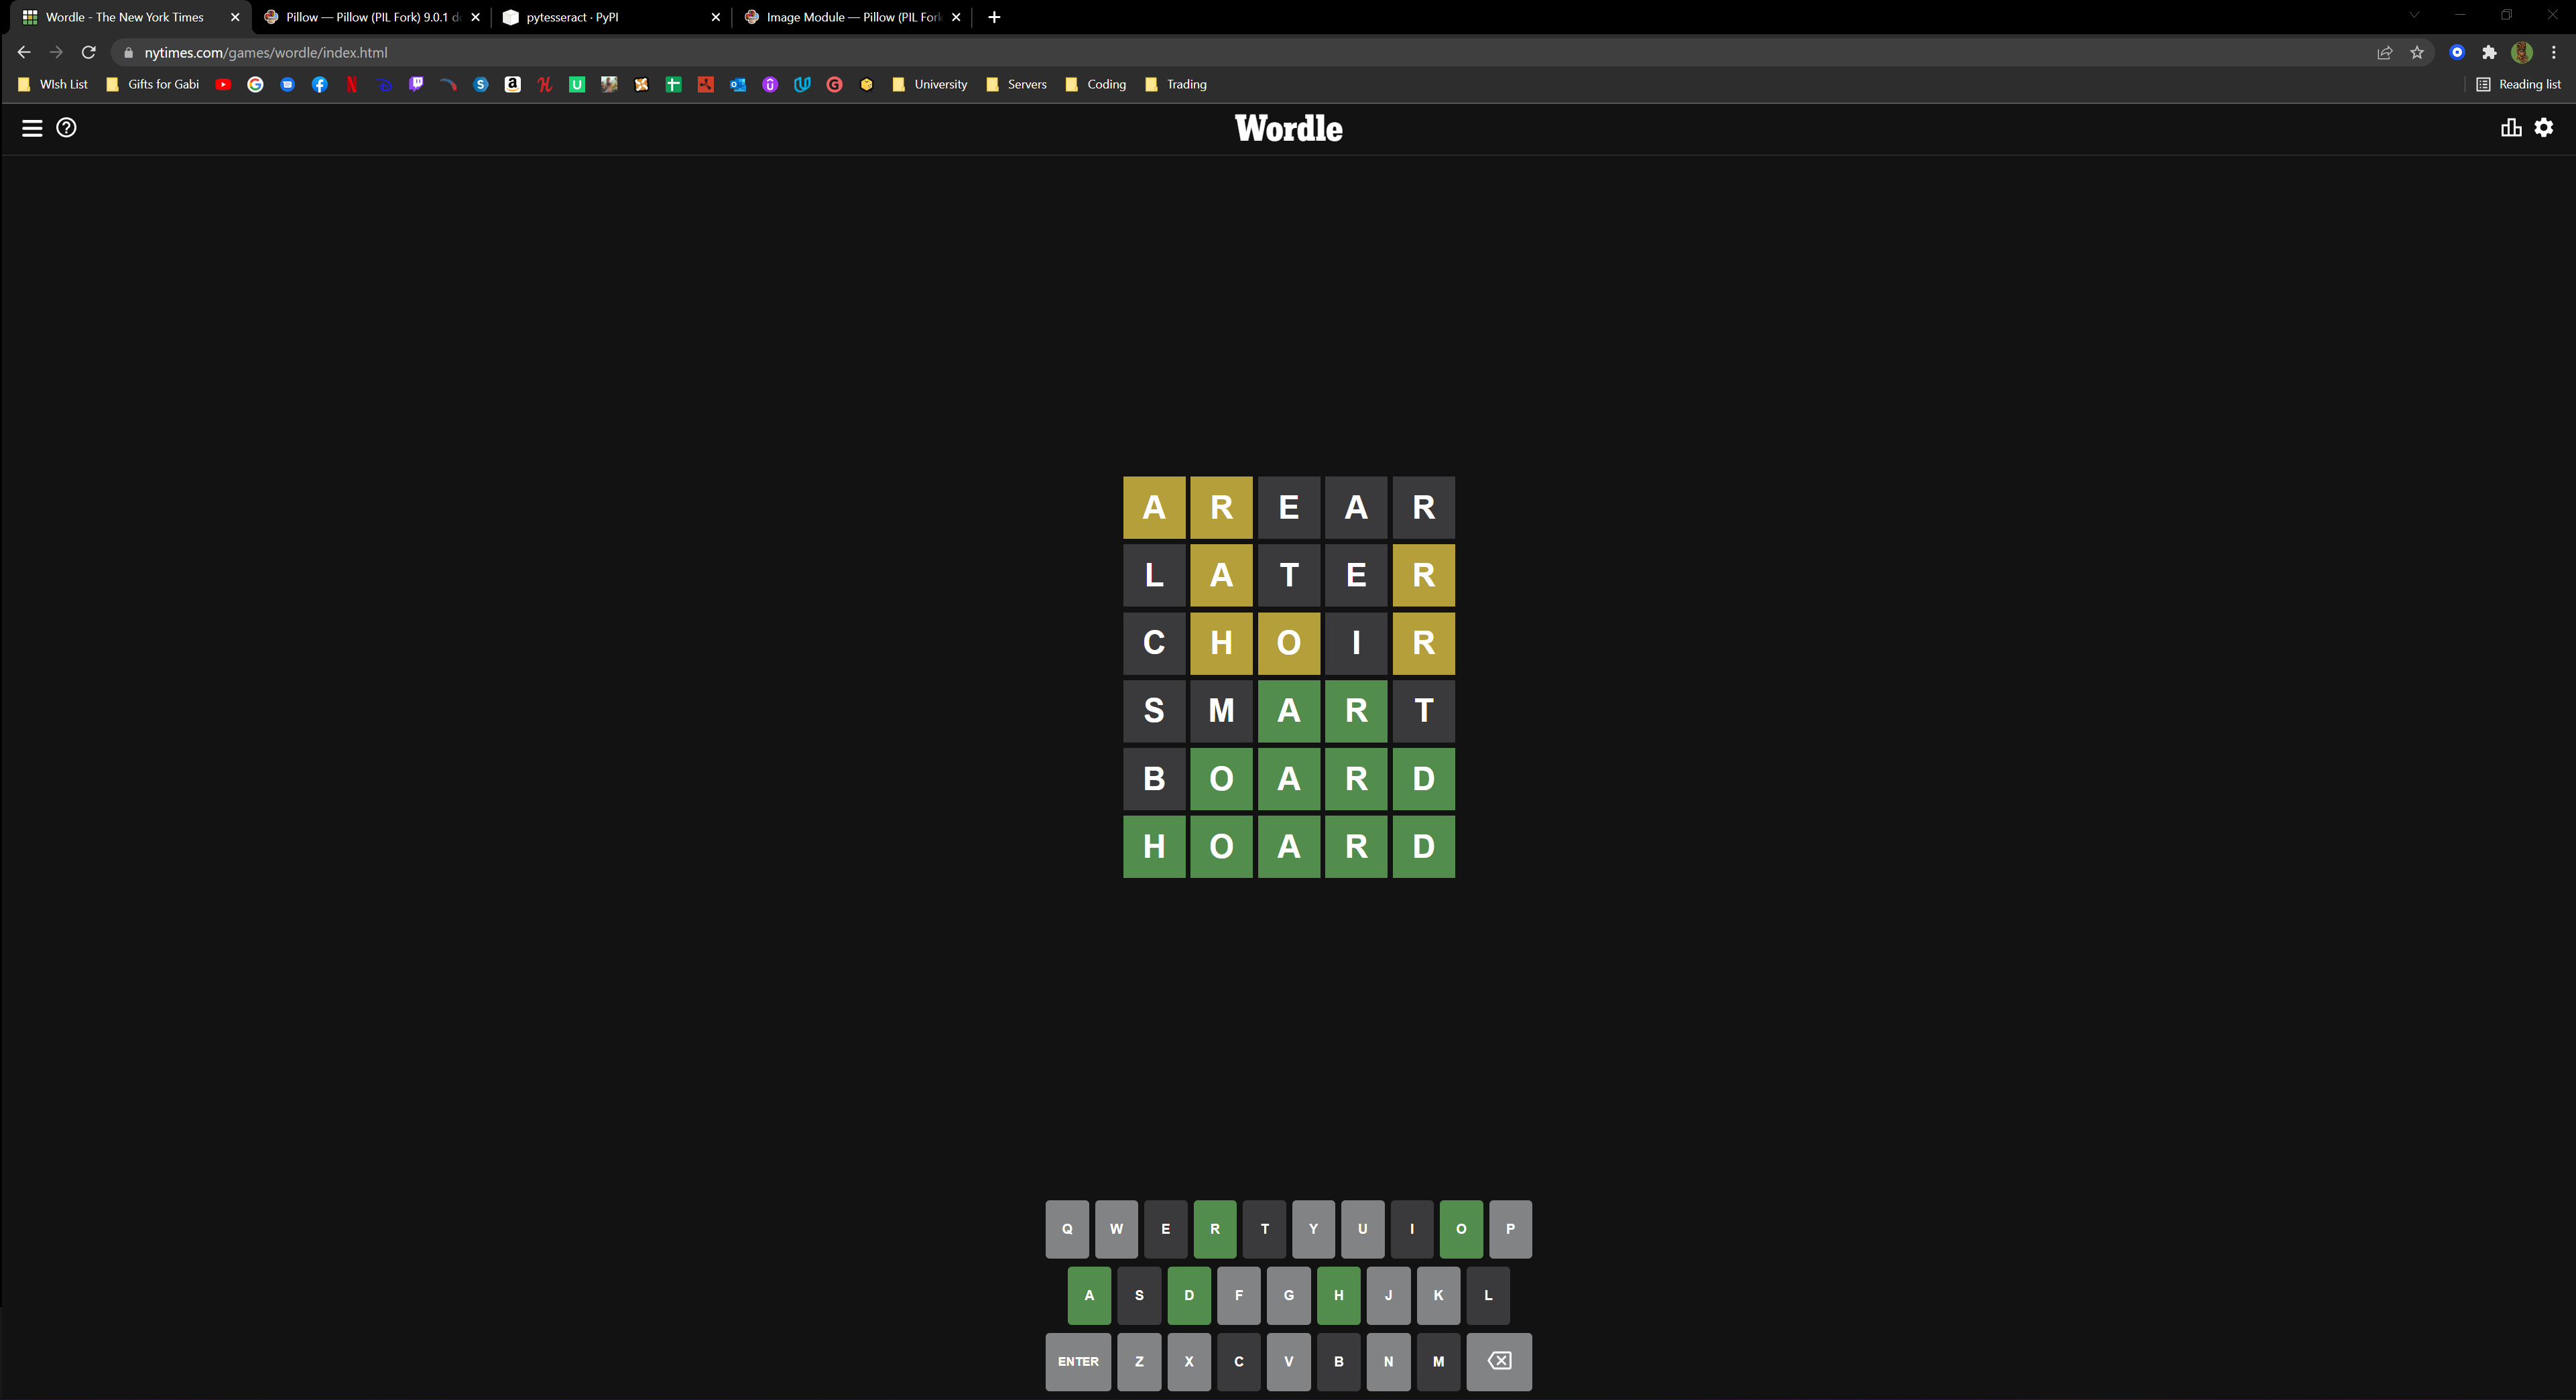 Wordle - The New York Times Pillow — Pillow (PIL Fork) 9.0.1 d pytesseract · PyPI Image Module — Pillow (PIL Fork
nytimes.com/games/wordle/index.html
WIsh List Gifts for Gabi University Servers Coding Trading Reading list
Wordle
A R E A R
L A T E R
C H O I R
S M A R T
B O A R D
H O A R D
Q W E R T Y U I O P
A S D F G H J K L
ENTER Z X C V B N M